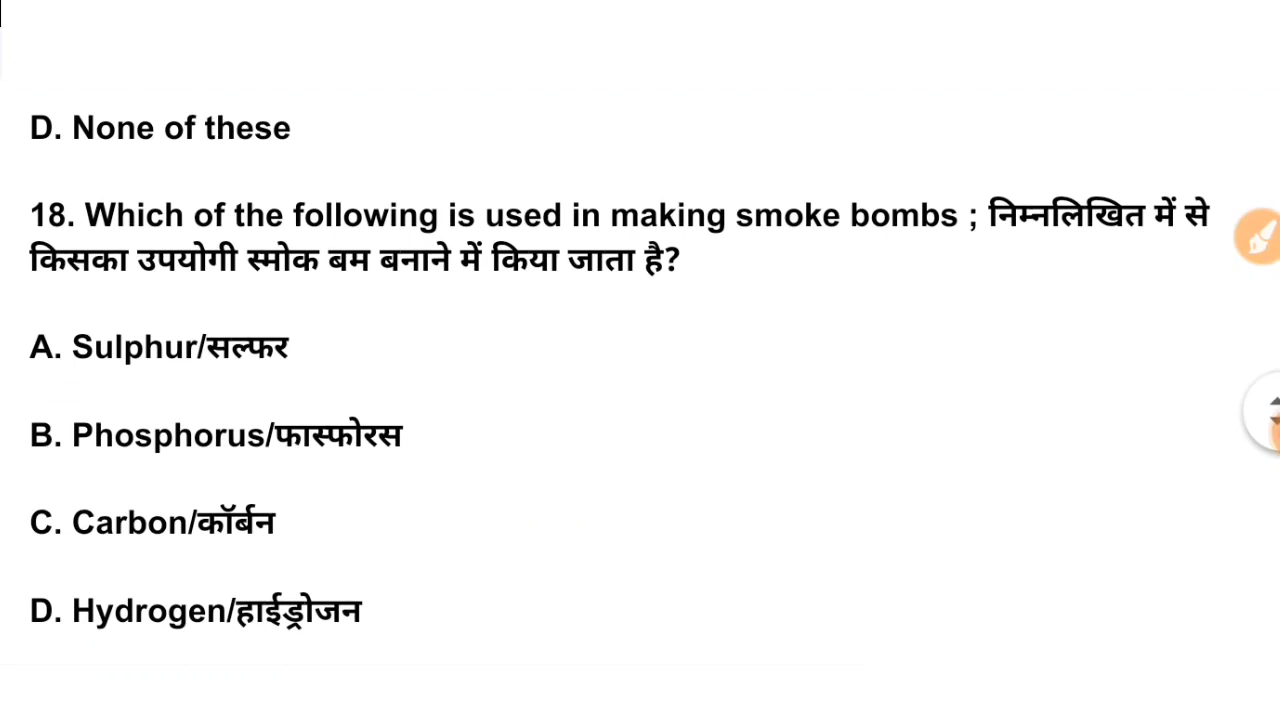 D. None of these
18. Which of the following is used in making smoke bombs ; निम्नलिखित में से
किसका उपयोगी स्मोक बम बनाने में किया जाता है?
A. Sulphur/सल्फर
B. Phosphorus/फास्फोरस
C. Carbon/कॉर्बन
D. Hydrogen/हाईड्रोजन